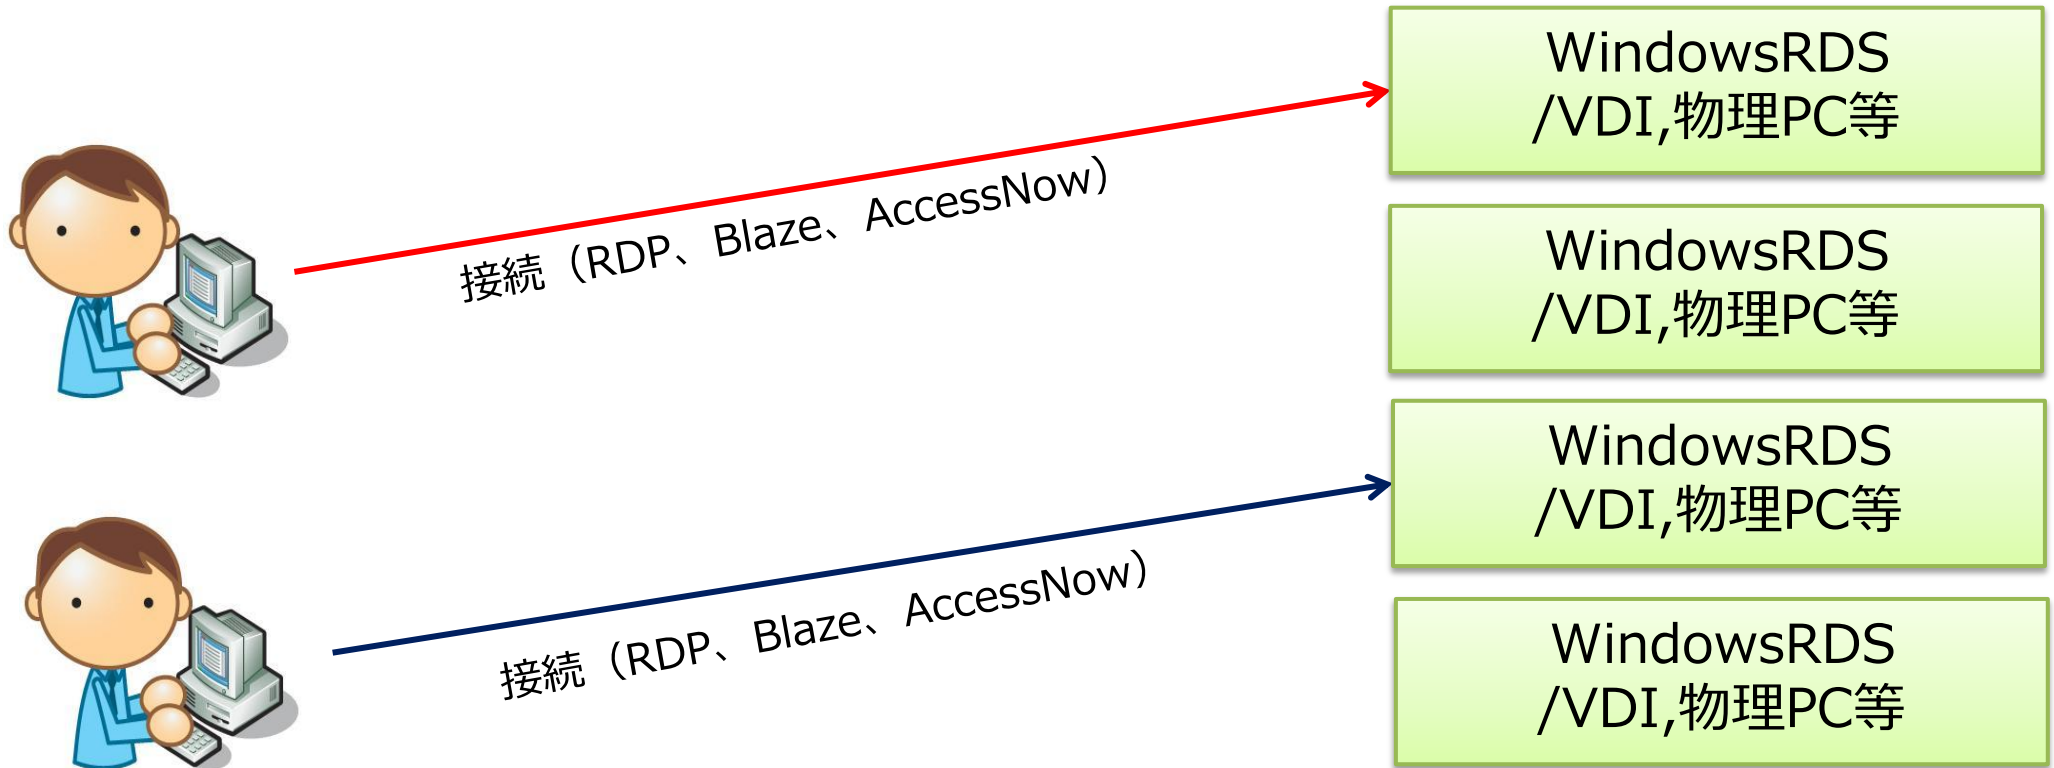 WindowsRDS
/VDI,物理PC等
接続（RDP、Blaze、AccessNow）
WindowsRDS
/VDI,物理PC等
WindowsRDS
/VDI,物理PC等
接続（RDP、Blaze、AccessNow）
WindowsRDS
/VDI,物理PC等